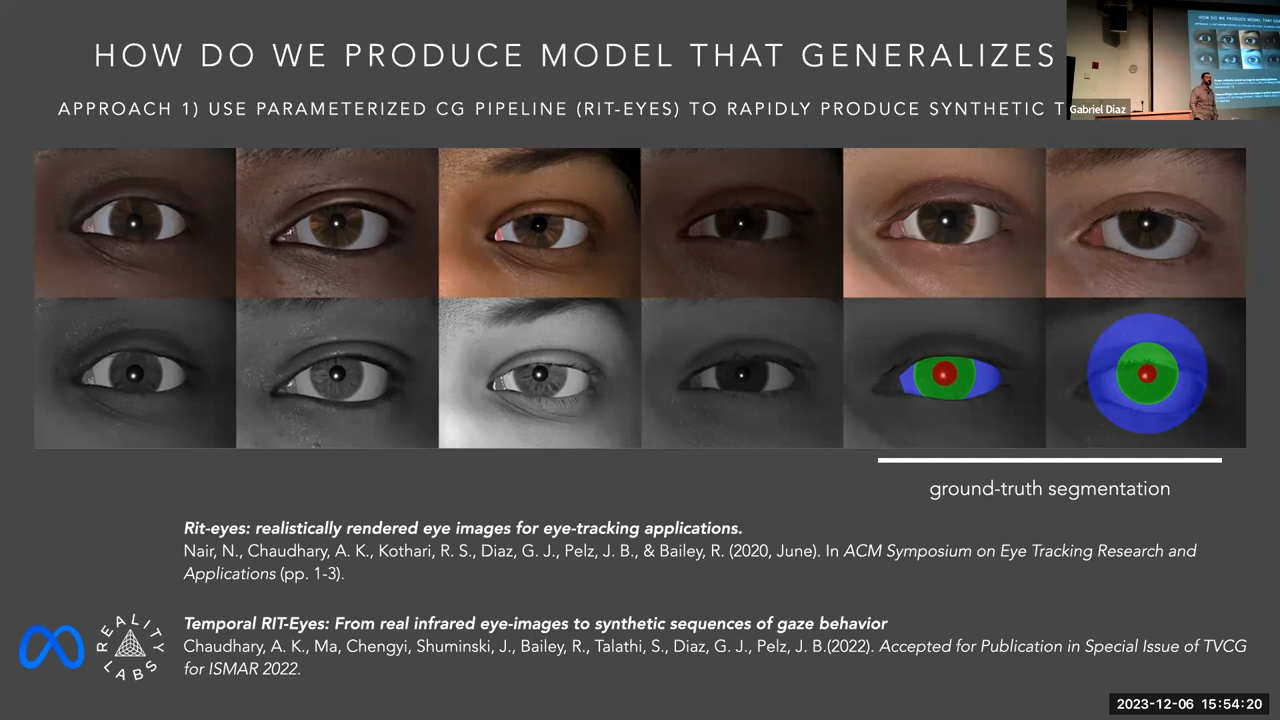 HOW DO WE PRODUCE MODEL THAT GENERALIZES
APPROACH 1) USE PARAMETERIZED CG PIPELINE (RIT-EYES) TO RAPIDLY PRODUCE SYNTHETIC T
Gabriel Diaz
ground-truth segmentation
Rit-eyes: realistically rendered eye images for eye-tracking applications.
Nair, N., Chaudhary, A. K., Kothari, R. S., Diaz, G. J., Pelz, J. B., & Bailey, R. (2020, June). In ACM Symposium on Eye Tracking Research and
Applications (pp. 1-3).
Temporal RIT-Eyes: From real infrared eye-images to synthetic sequences of gaze behavior
Chaudhary, A. K., Ma, Chengyi, Shuminski, J., Bailey, R., Talathi, S., Diaz, G. J., Pelz, J. B.(2022). Accepted for Publication in Special Issue of TVCG
for ISMAR 2022.
REALITY LABS
2023-12-06 15:54:20